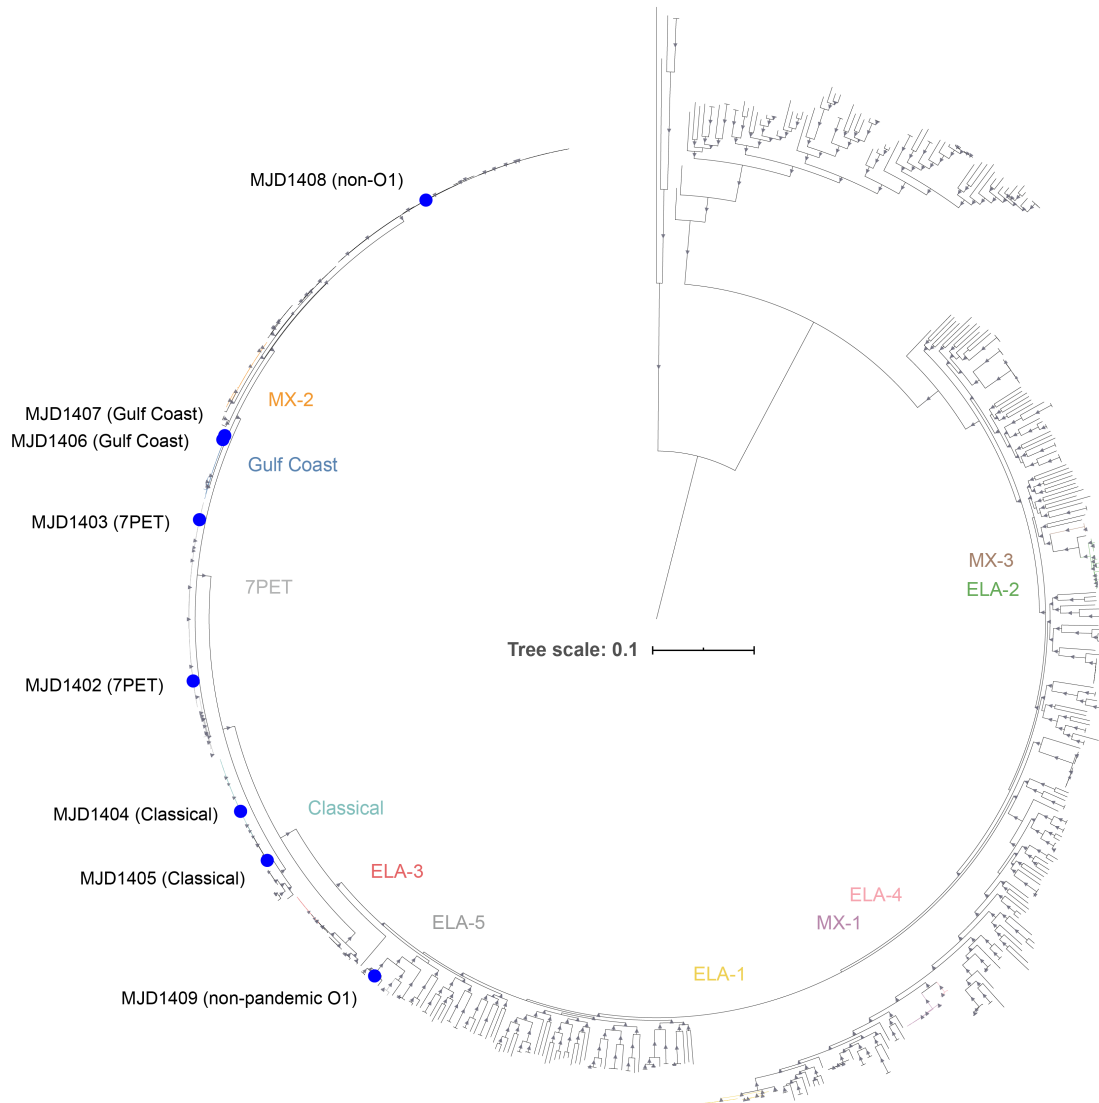 MJD1408 (non-O1)
MX-2
MJD1407 (Gulf Coast)
MJD1406 (Gulf Coast)
Gulf Coast
MJD1403 (7PET)
MX-3
7PET
ELA-2
Tree scale: 0.1
MJD1402 (7PET)
Classical
MJD1404 (Classical)
ELA-3
MJD1405 (Classical)
ELA-4
ELA-5
MX-1
ELA-1
MJD1409 (non-pandemic O1)